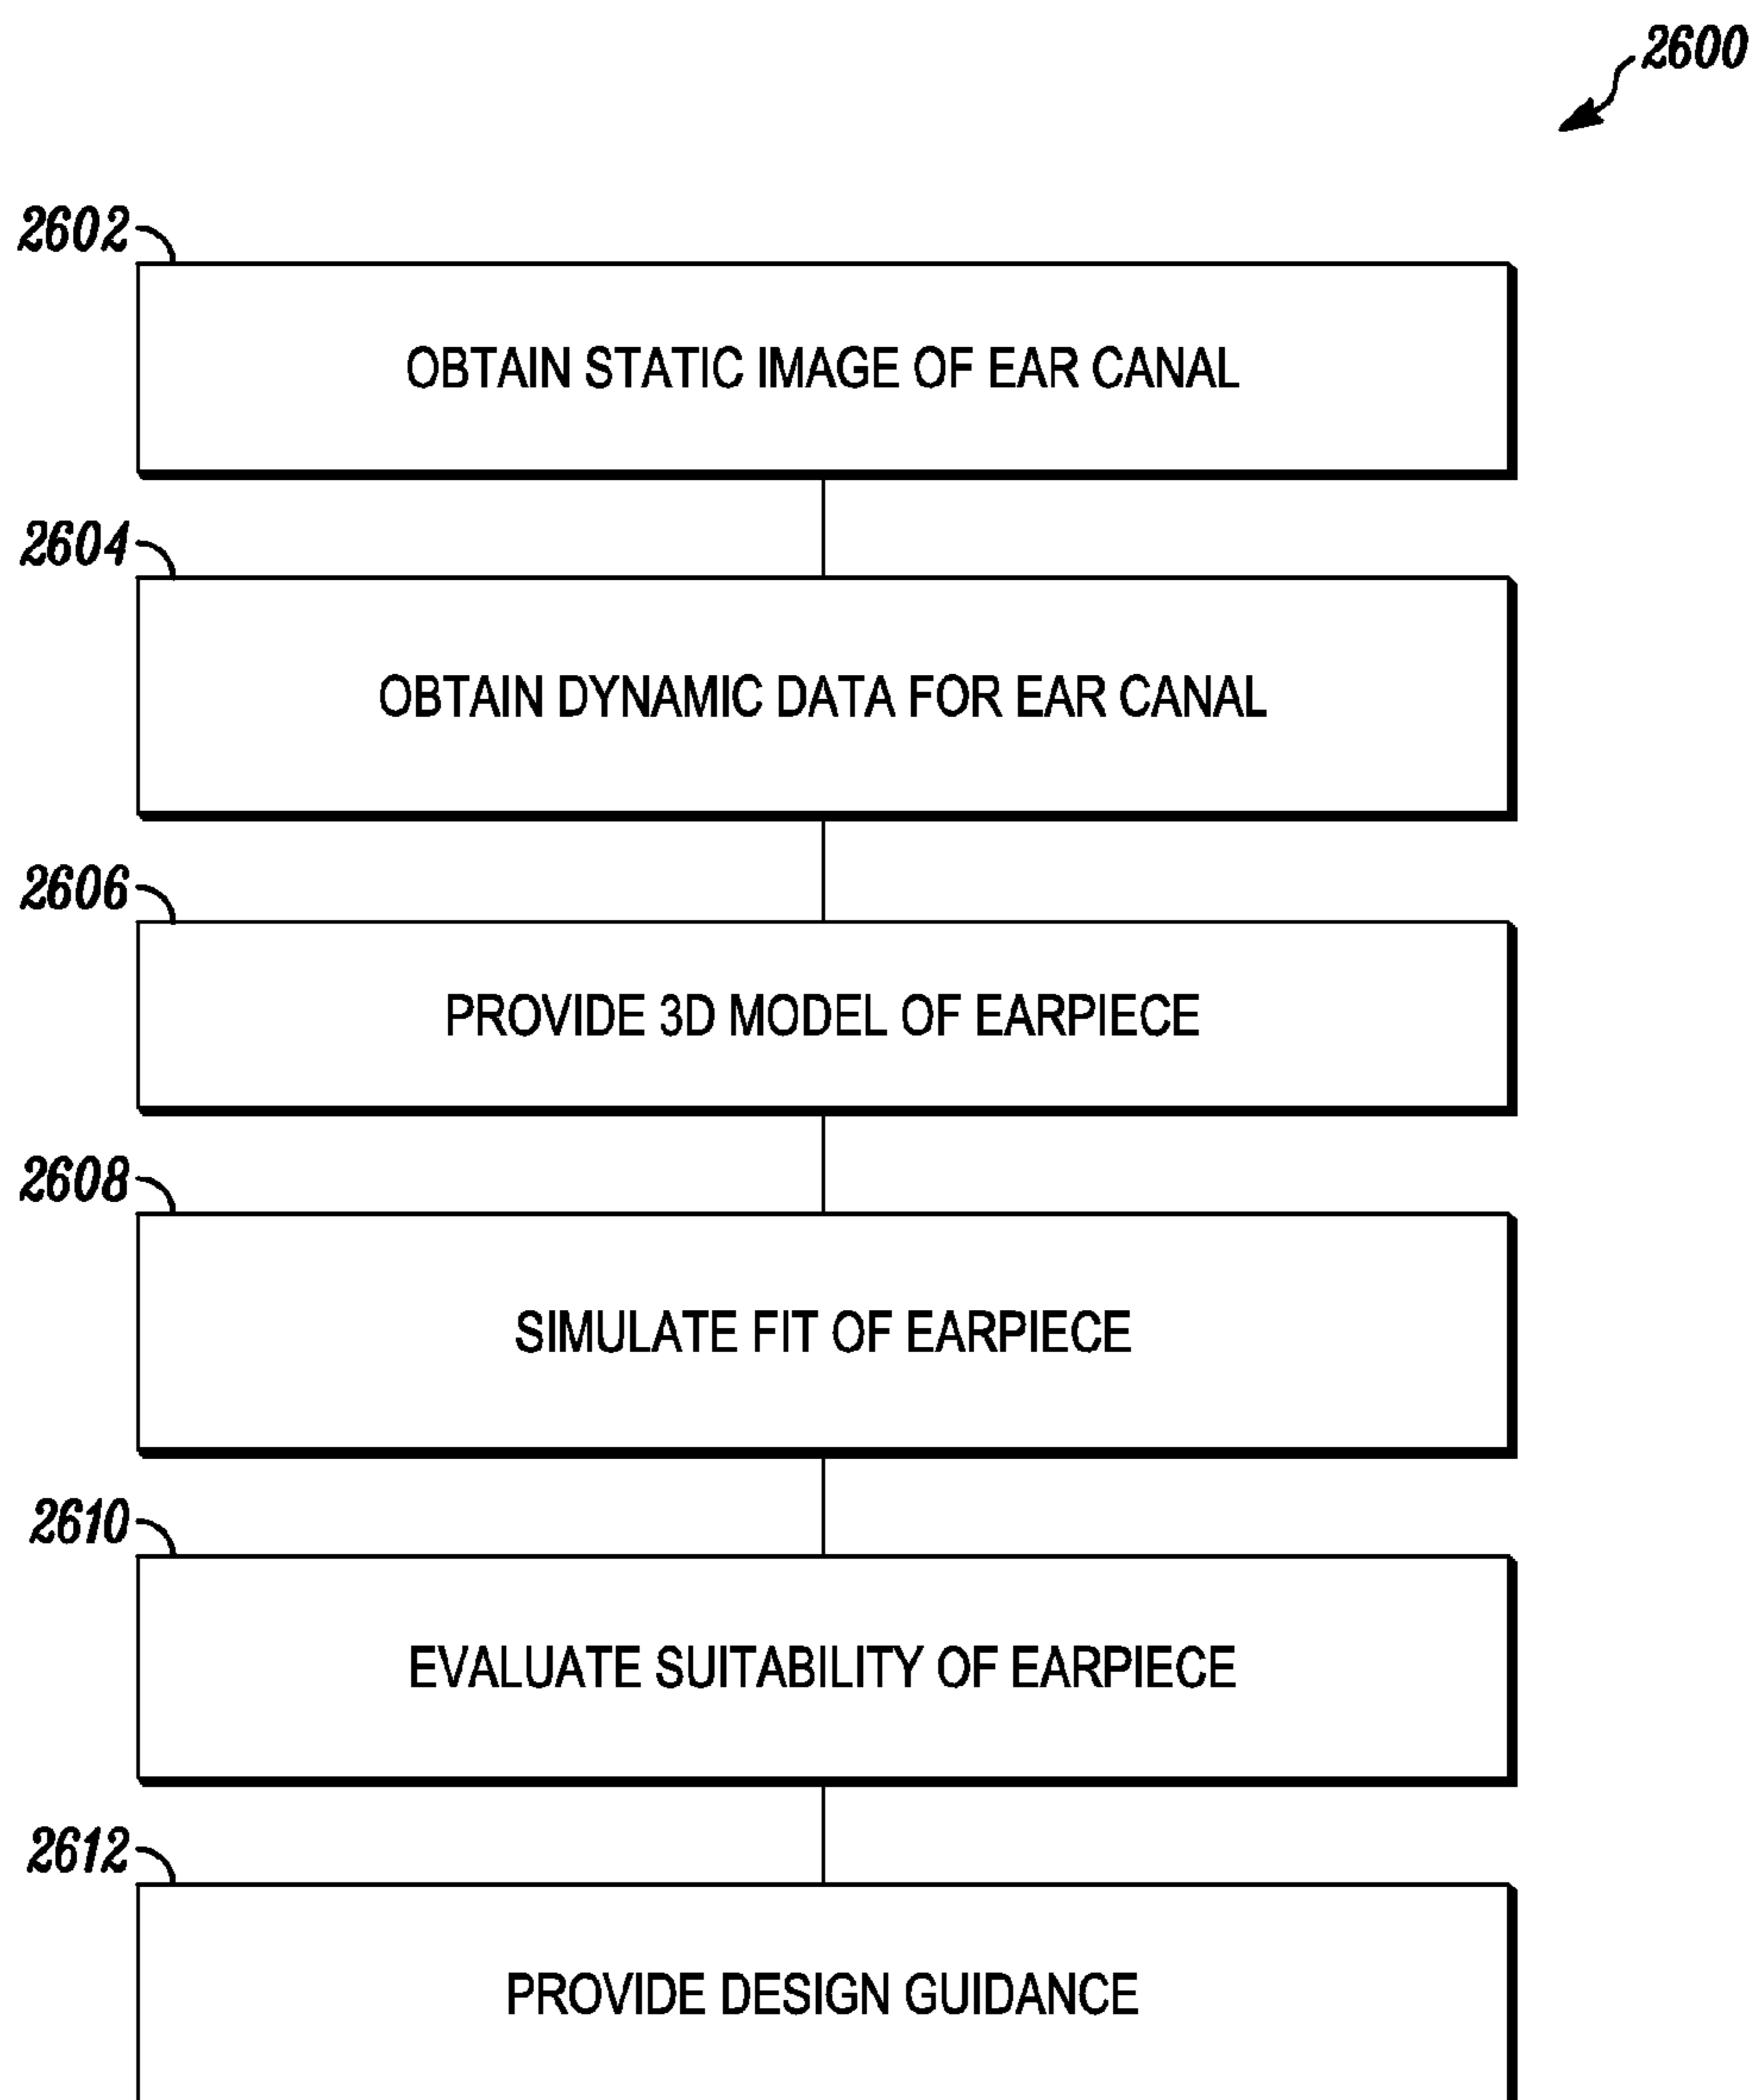 2600
2602
OBTAIN STATIC IMAGE OF EAR CANAL
2604
OBTAIN DYNAMIC DATA FOR EAR CANAL
2606
PROVIDE 3D MODEL OF EARPIECE
2608
SIMULATE FIT OF EARPIECE
2610
EVALUATE SUITABILITY OF EARPIECE
2612
PROVIDE DESIGN GUIDANCE